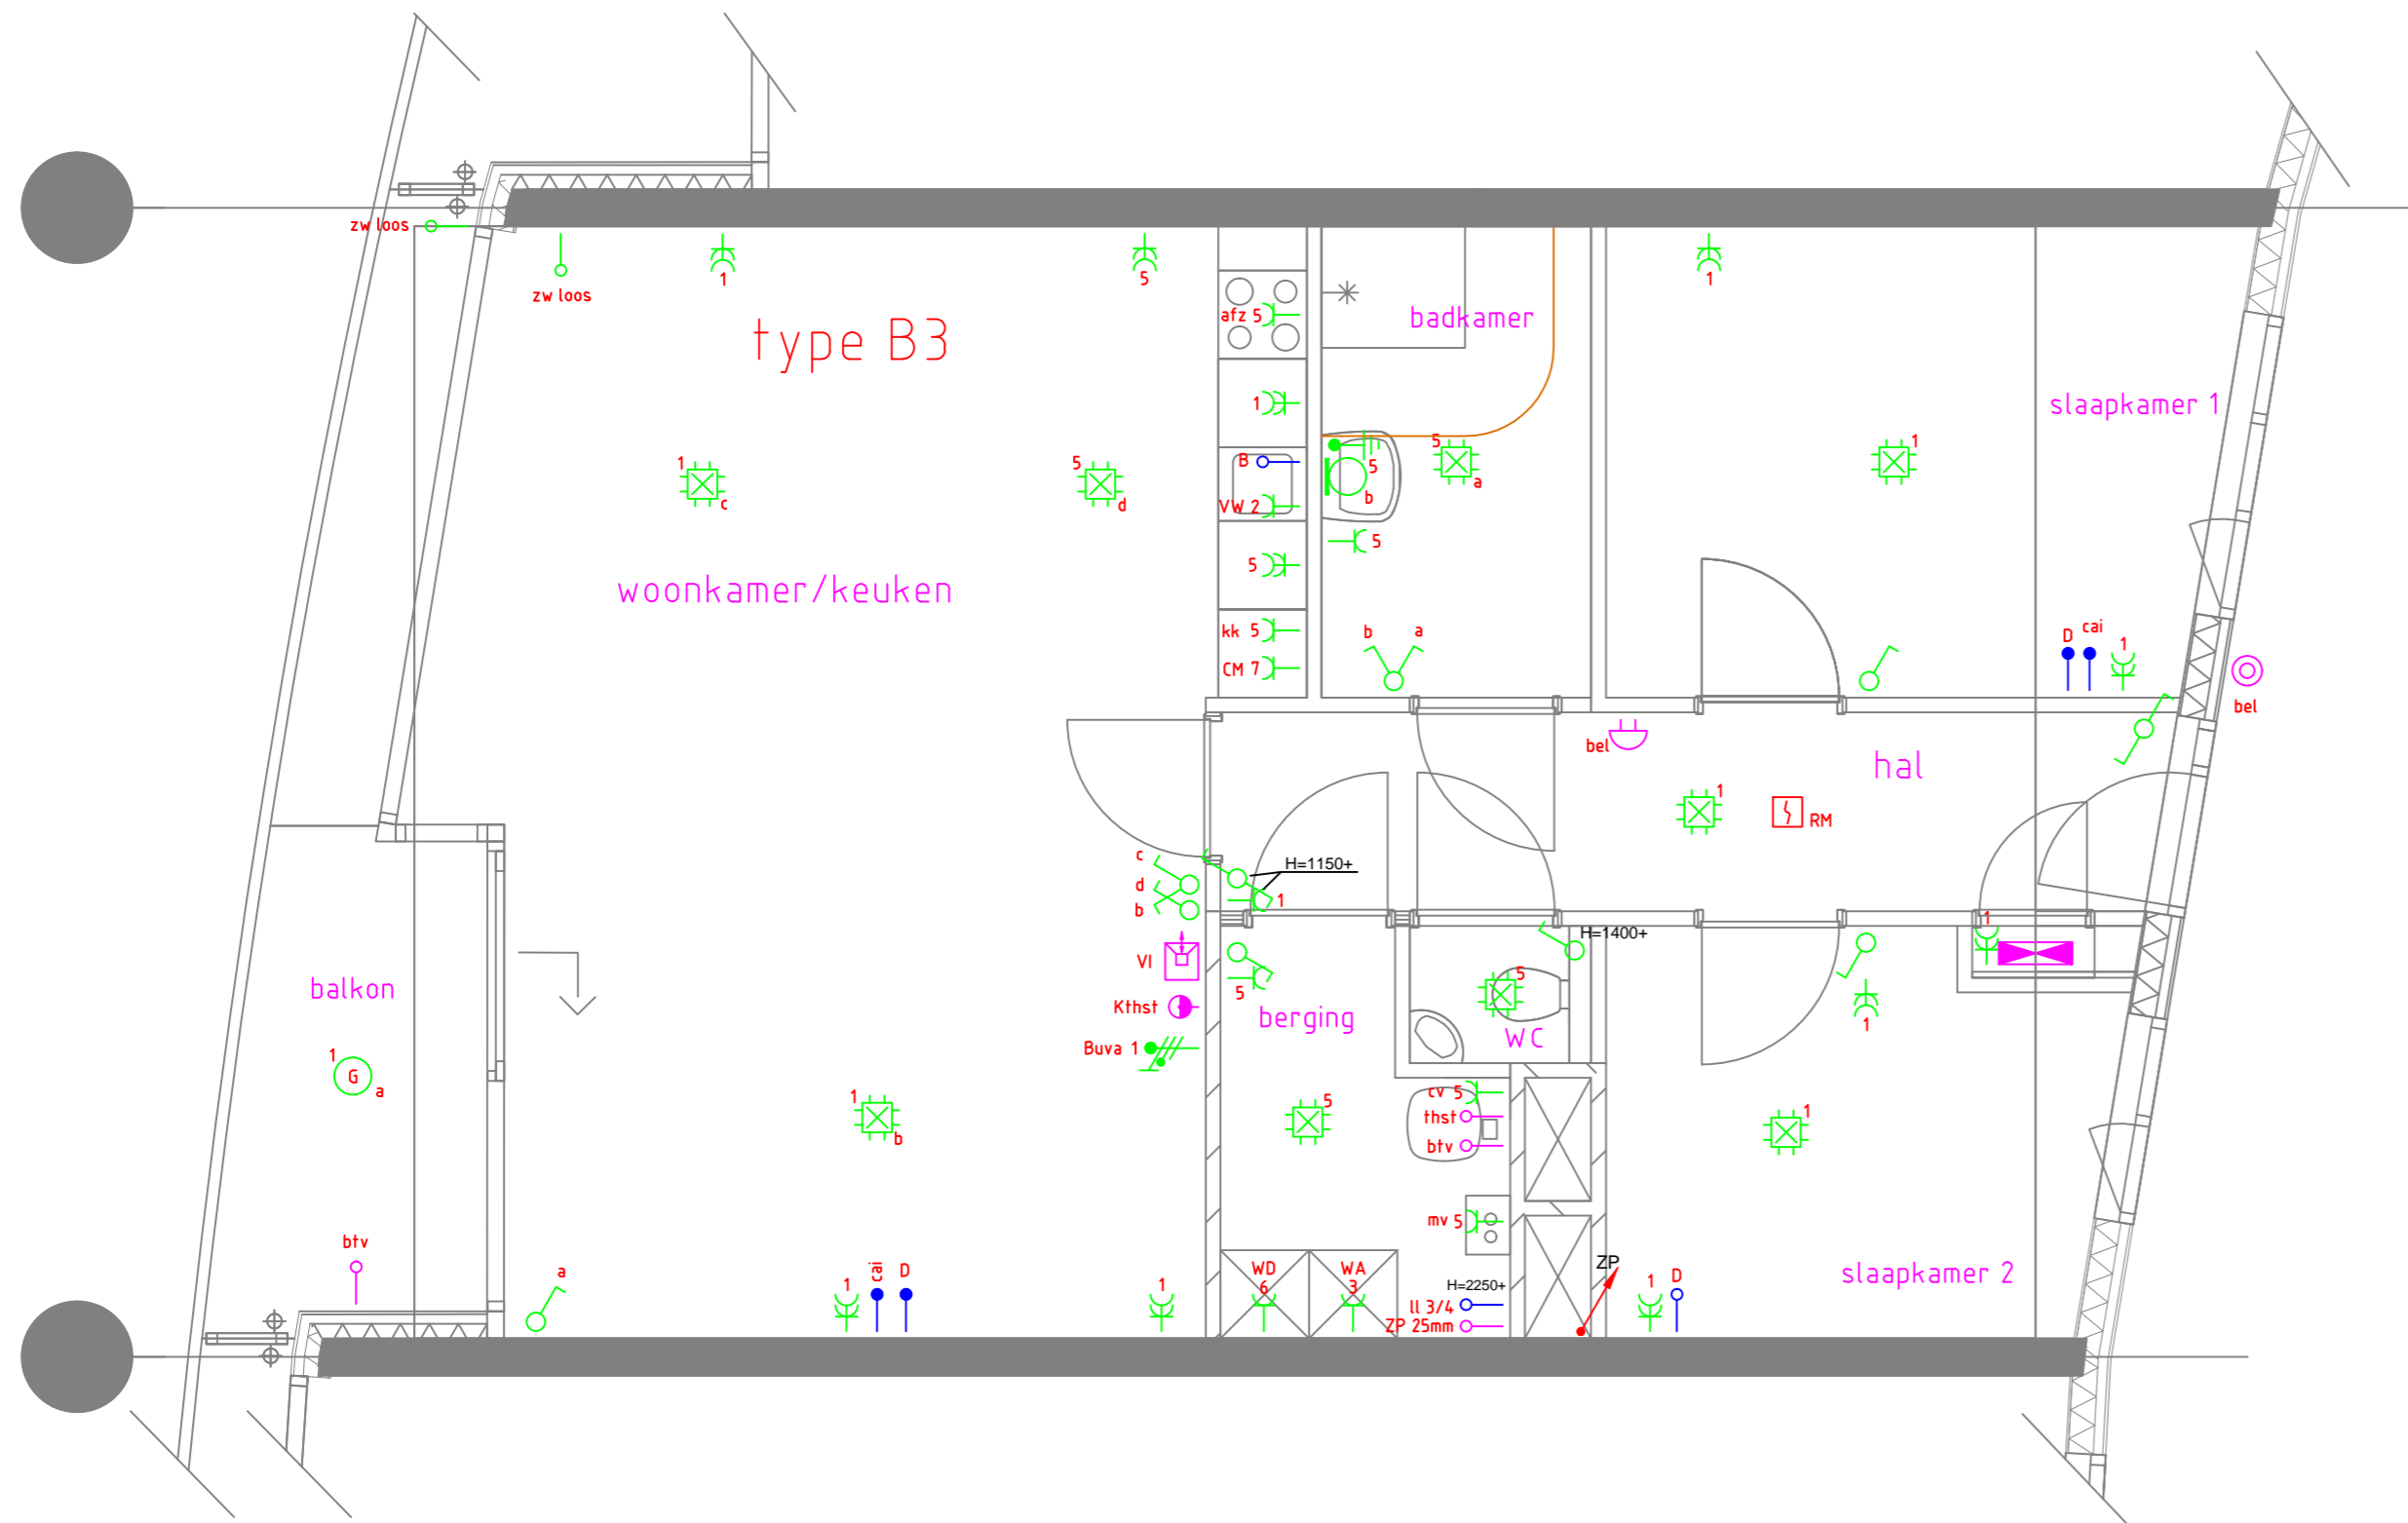 zw loos
zw loos
1
5
1
type B3
afz 5
badkamer
1
slaapkamer 1
1
c
5
d
B
VW 2
5
b
5
a
1
5
5
woonkamer/keuken
kk 5
CM 7
b
a
D
cai
1
bel
bel
hal
1
RM
c
d
b
H=1150+
1
H=1400+
1
VI
Kthst
Buva 1
5
berging
5
WC
1
balkon
1
G
a
1
b
5
cv 5
thst
btv
1
mv 5
btv
a
1
cai
D
1
WD
6
WA
3
H=2250+
ll 3/4
ZP 25mm
ZP
1
D
slaapkamer 2